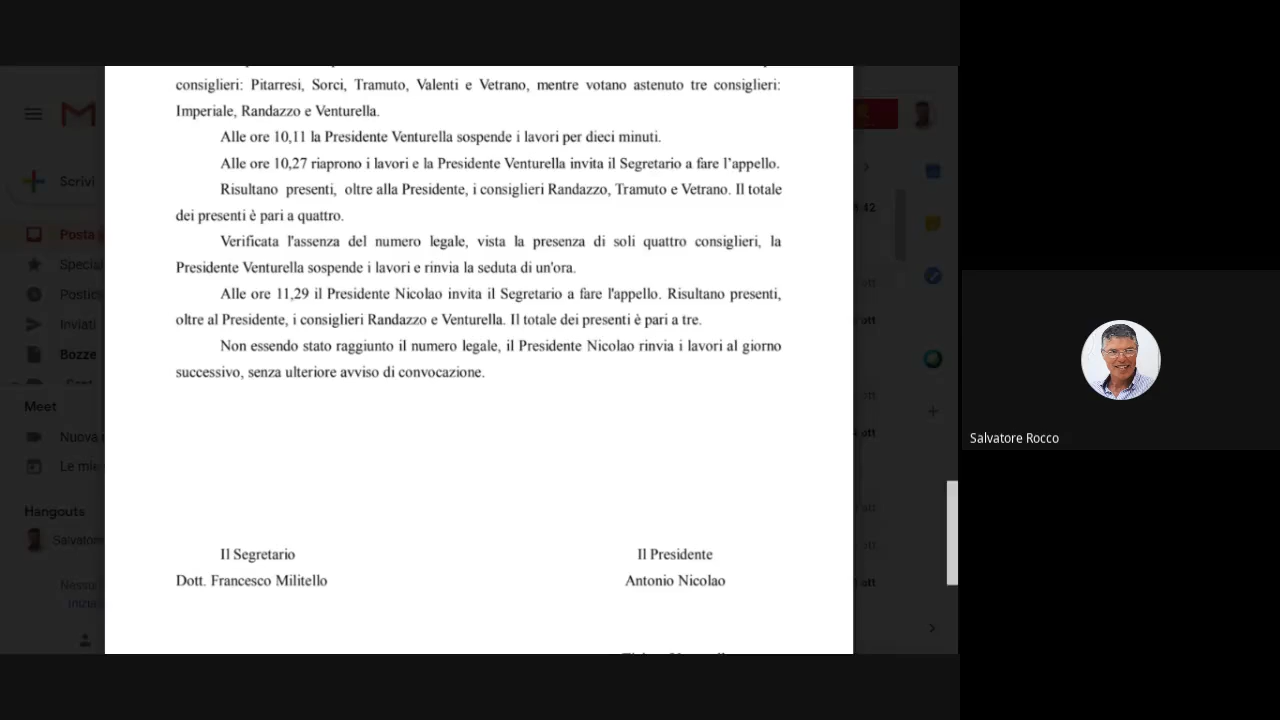 consiglieri: Pitarresi, Sorci, Tramuto, Valenti e Vetrano, mentre votano astenuto tre consiglieri:
Imperiale, Randazzo e Venturella.
Alle ore 10,11 la Presidente Venturella sospende i lavori per dieci minuti.
Alle ore 10,27 riaprono i lavori e la Presidente Venturella invita il Segretario a fare l'appello.
Risultano presenti, oltre alla Presidente, i consiglieri Randazzo, Tramuto e Vetrano. Il totale
dei presenti è pari a quattro.
Verificata l'assenza del numero legale, vista la presenza di soli quattro consiglieri, la
Presidente Venturella sospende i lavori e rinvia la seduta di un'ora.
Alle ore 11,29 il Presidente Nicolao invita il Segretario a fare l'appello. Risultano presenti,
oltre al Presidente, i consiglieri Randazzo e Venturella. Il totale dei presenti è pari a tre.
Non essendo stato raggiunto il numero legale, il Presidente Nicolao rinvia i lavori al giorno
successivo, senza ulteriore avviso di convocazione.
Il Segretario
Dott. Francesco Militello
Il Presidente
Antonio Nicolao
Scrivi
Posta
Inviati
Bozze
Meet
Nuova
Le mie
Hangouts
ott
ott
ott
ott
ott
ott
Salvatore Rocco